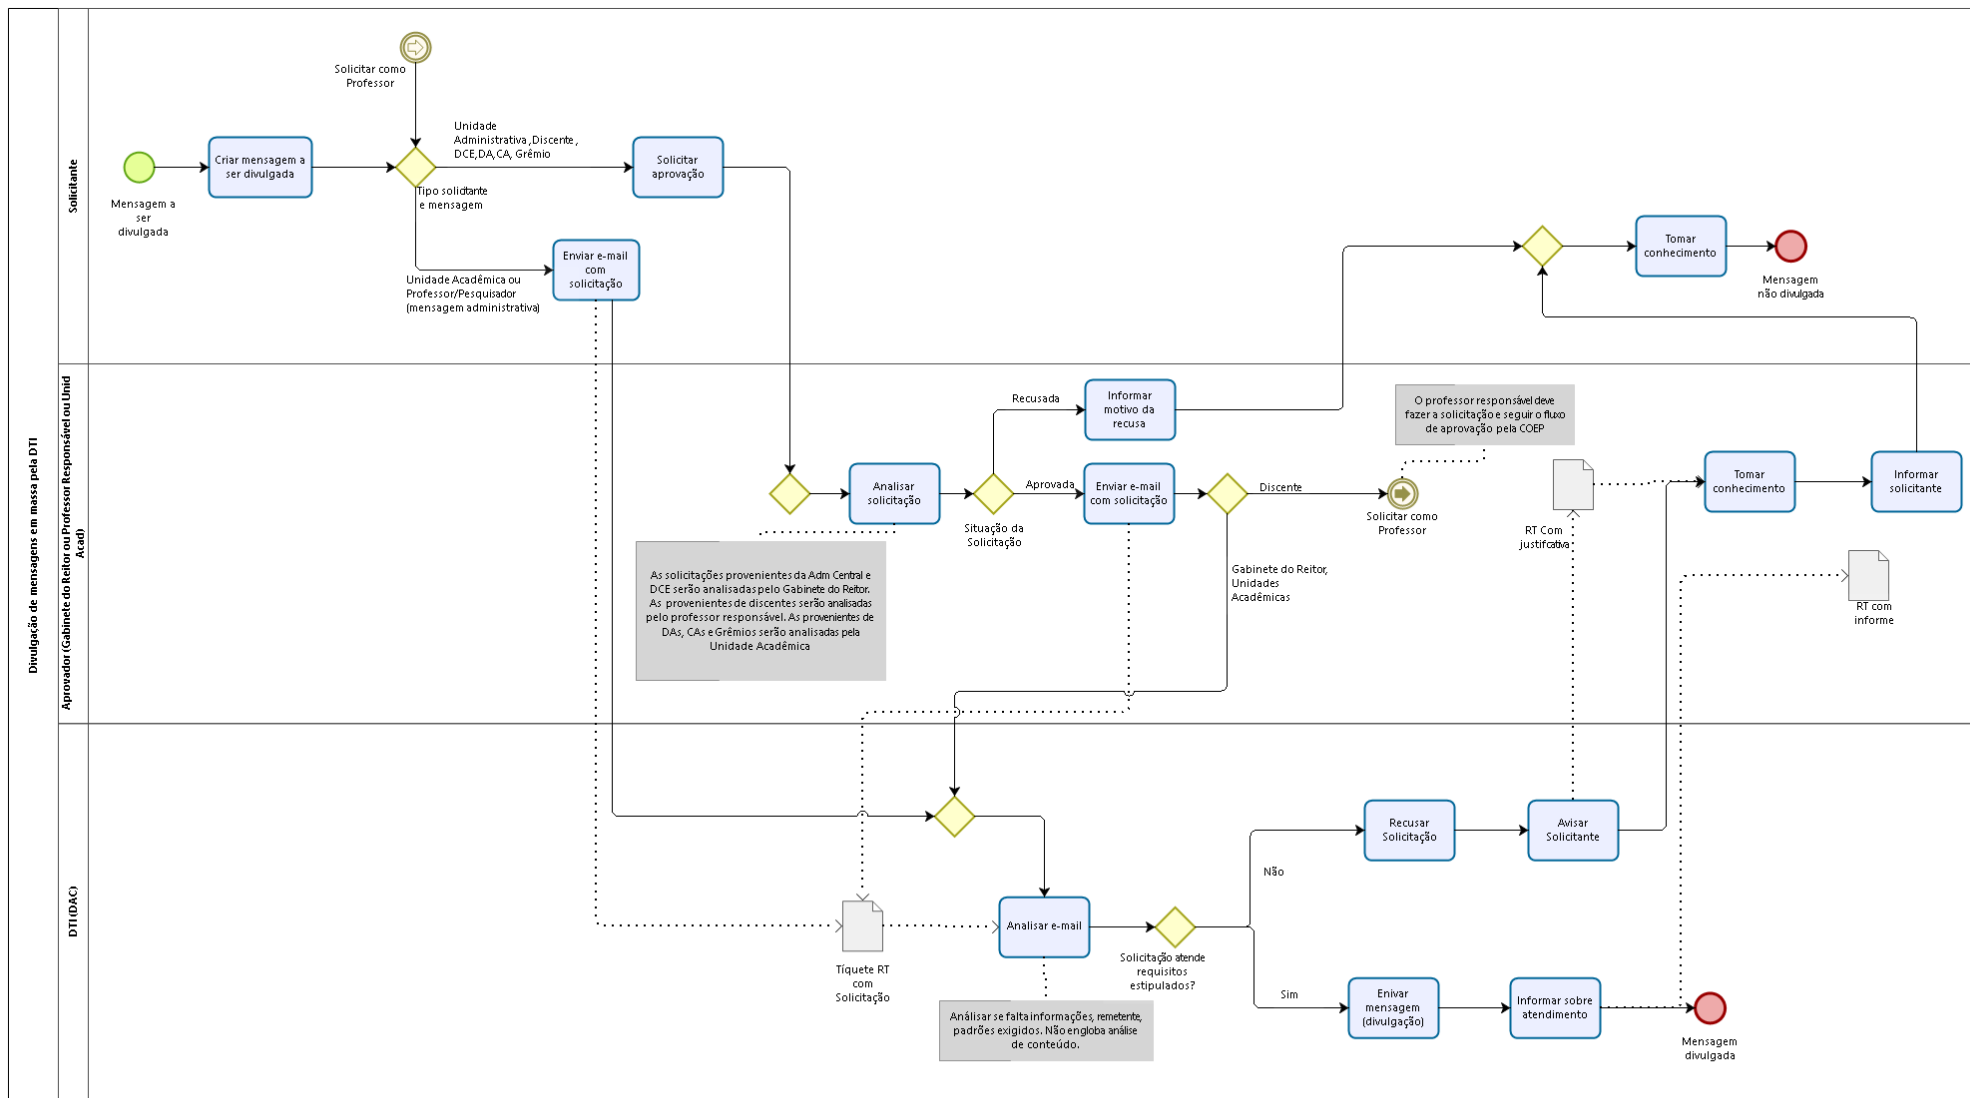 Divulgação de mensagens em massa pela DTI
Solicitante
Solicitar como
Professor
Mensagem a
ser
divulgada
Criar mensagem a
ser divulgada
Tipo solicitante
e mensagem
Unidade
Administrativa,Discente,
DCE,DA,CA, Grêmio
Solicitar
aprovação
Unidade Acadêmica ou
Professor/Pesquisador
(mensagem administrativa)
Enviar e-mail
com
solicitação
Tomar
conhecimento
Mensagem
não divulgada
Aprovador (Gabinete do Reitor ou Professor Responsável ou Unid
Acad)
Analisar
solicitação
As solicitações provenientes da Adm Central e
DCE serão analisadas pelo Gabinete do Reitor.
As provenientes de discentes serão analisadas
pelo professor responsável. As provenientes de
DAs, CAs e Grêmios serão analisadas pela
Unidade Acadêmica
Situação da
Solicitação
Recusada
Informar
motivo da
recusa
Aprovada
Enviar e-mail
com solicitação
Discente
Solicitar como
Professor
O professor responsável deve
fazer a solicitação e seguir o fluxo
de aprovação pela COEP
Gabinete do Reitor,
Unidades
Acadêmicas
RT Com
justificativa
Tomar
conhecimento
Informar
solicitante
RT com
informe
DTI (DAC)
Tíquete RT
com
Solicitação
Analisar e-mail
Análisar se falta informações, remetente,
padrões exigidos. Não engloba análise
de conteúdo.
Solicitação atende
requisitos
estipulados?
Não
Recusar
Solicitação
Avisar
Solicitante
Sim
Enivar
mensagem
(divulgação)
Informar sobre
atendimento
Mensagem
divulgada